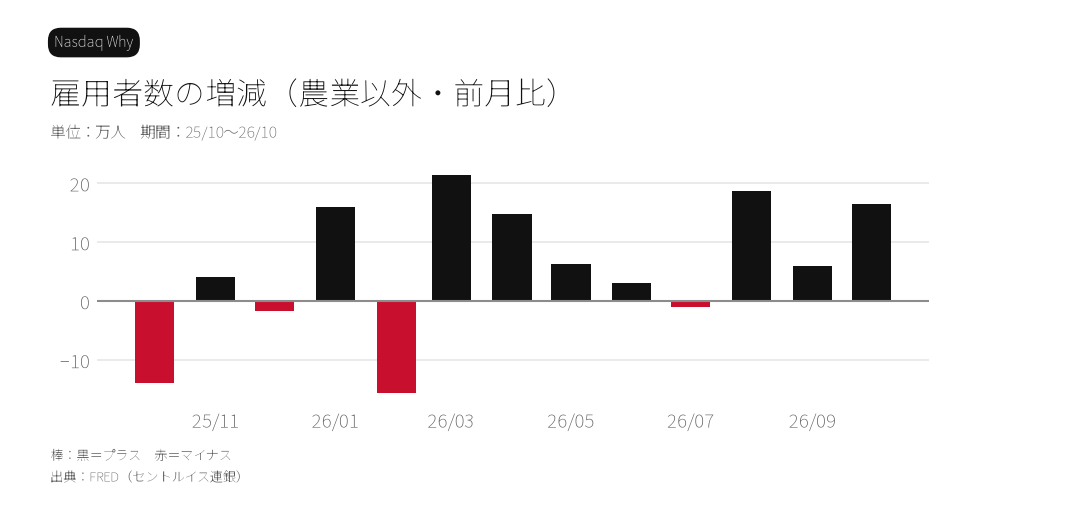 Nasdaq Why
雇用者数の増減（農業以外・前月比）
単位：万人　期間：25/10〜26/10
20
10
0
−10
25/11 26/01 26/03 26/05 26/07 26/09
棒：黒＝プラス　赤＝マイナス
出典：FRED（セントルイス連銀）